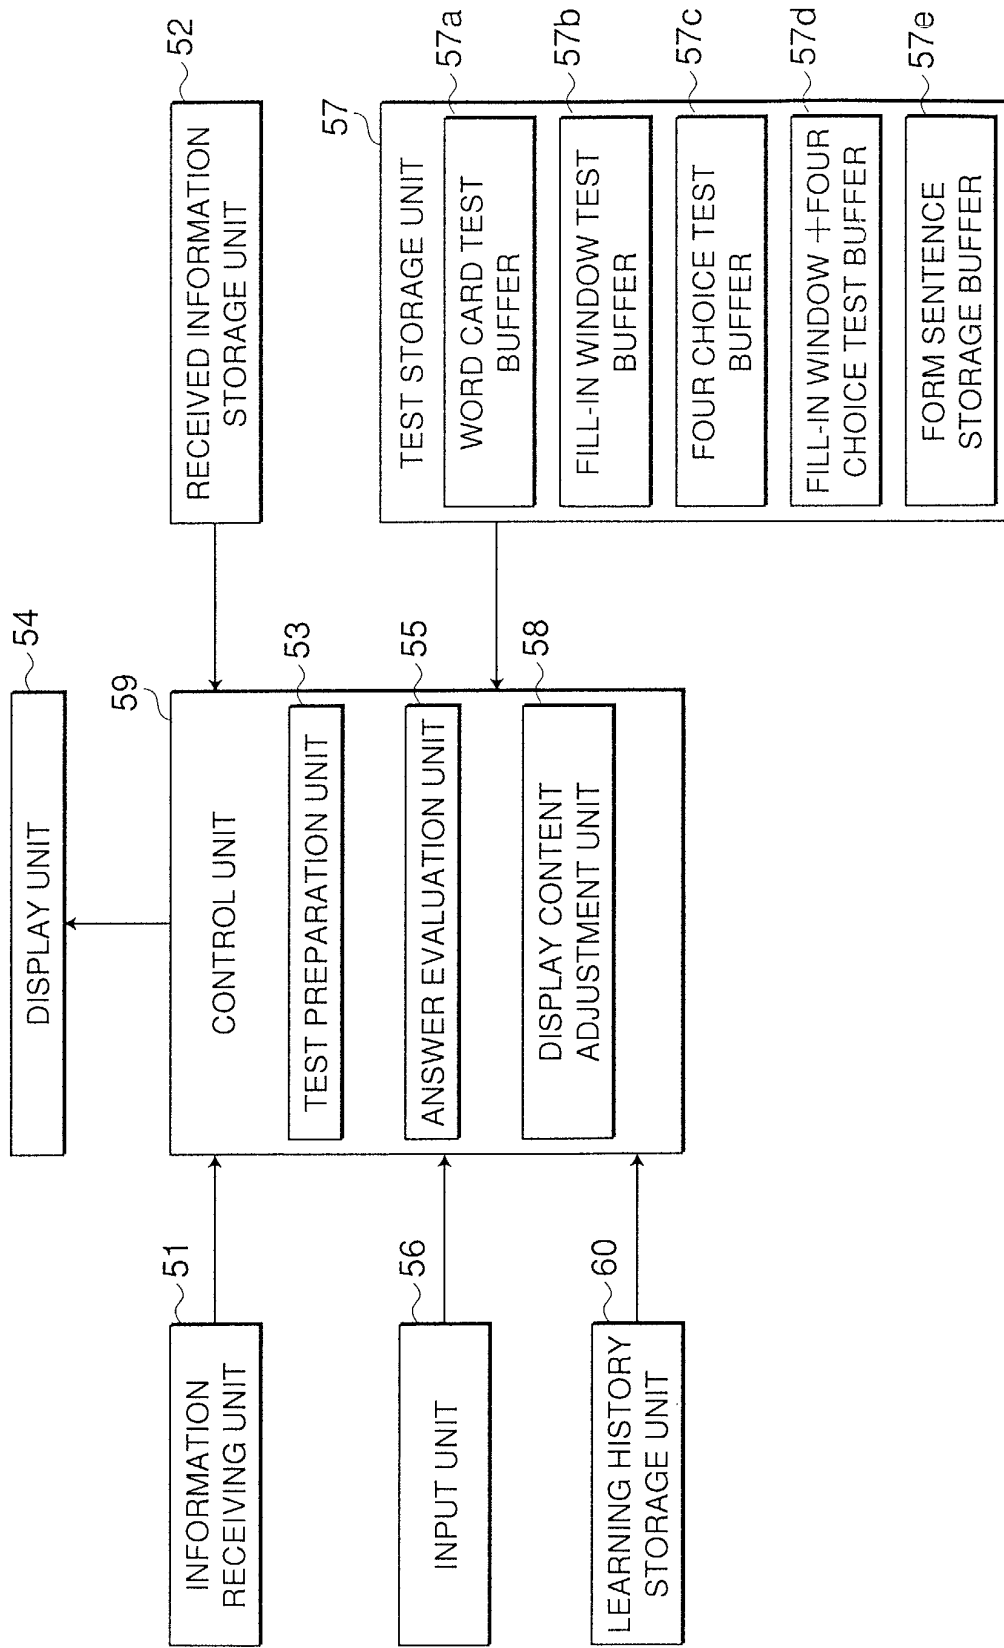 DISPLAY UNIT
54
INFORMATION
RECEIVING UNIT
51
INPUT UNIT
56
LEARNING HISTORY
STORAGE UNIT
60
CONTROL UNIT
59
TEST PREPARATION UNIT
53
ANSWER EVALUATION UNIT
55
DISPLAY CONTENT
ADJUSTMENT UNIT
58
RECEIVED INFORMATION
STORAGE UNIT
52
TEST STORAGE UNIT
57
WORD CARD TEST
BUFFER
57a
FILL-IN WINDOW TEST
BUFFER
57b
FOUR CHOICE TEST
BUFFER
57c
FILL-IN WINDOW +FOUR
CHOICE TEST BUFFER
57d
FORM SENTENCE
STORAGE BUFFER
57e